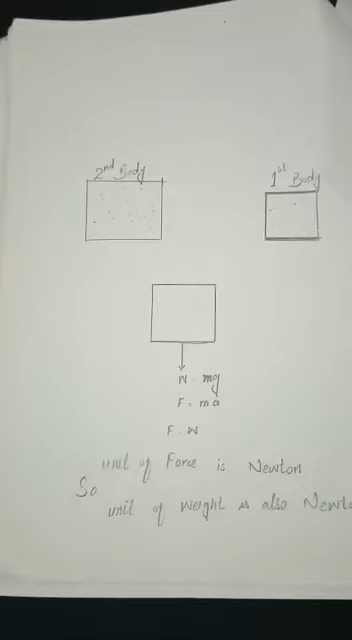 2nd Body
1st Body
W = mg
F = ma
F = W
unit of Force is Newton
So
unit of Weight is also